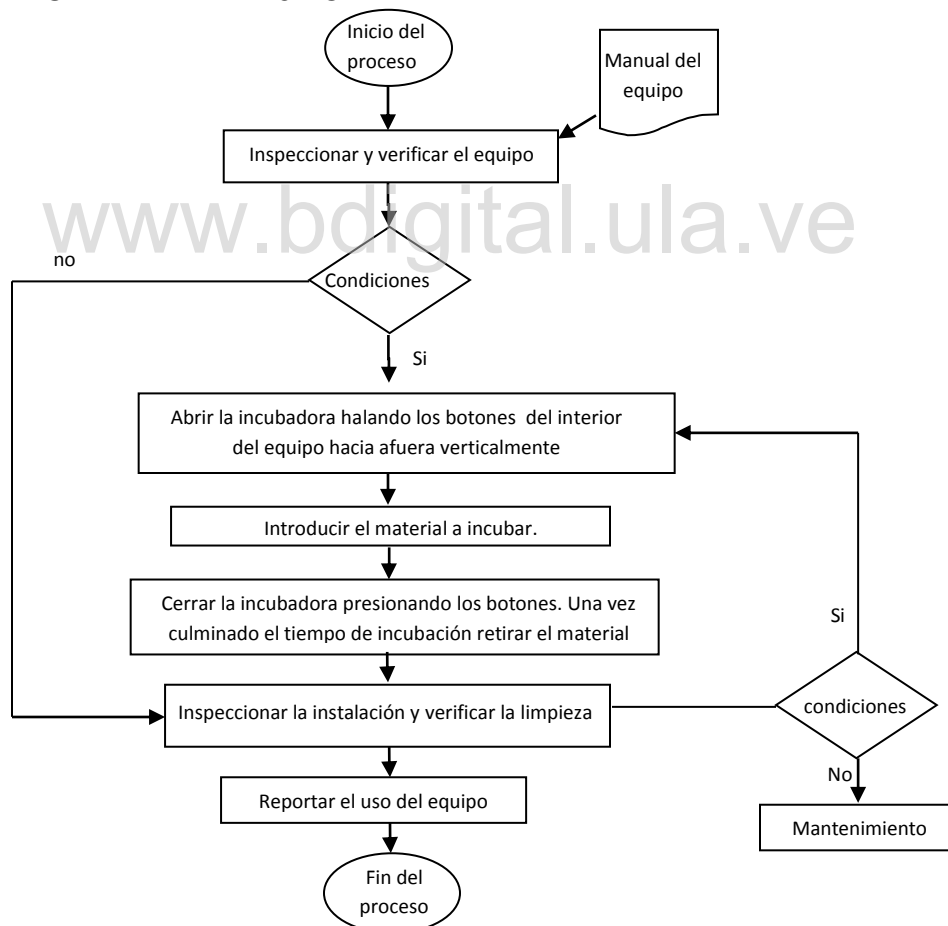 Inicio del
proceso
Manual del
equipo
Inspeccionar y verificar el equipo
www.bdigital.ula.ve
no
Condiciones
Si
Abrir la incubadora halando los botones del interior
del equipo hacia afuera verticalmente
Introducir el material a incubar.
Cerrar la incubadora presionando los botones. Una vez
culminado el tiempo de incubación retirar el material
Si
Inspeccionar la instalación y verificar la limpieza
condiciones
No
Reportar el uso del equipo
Mantenimiento
Fin del
proceso